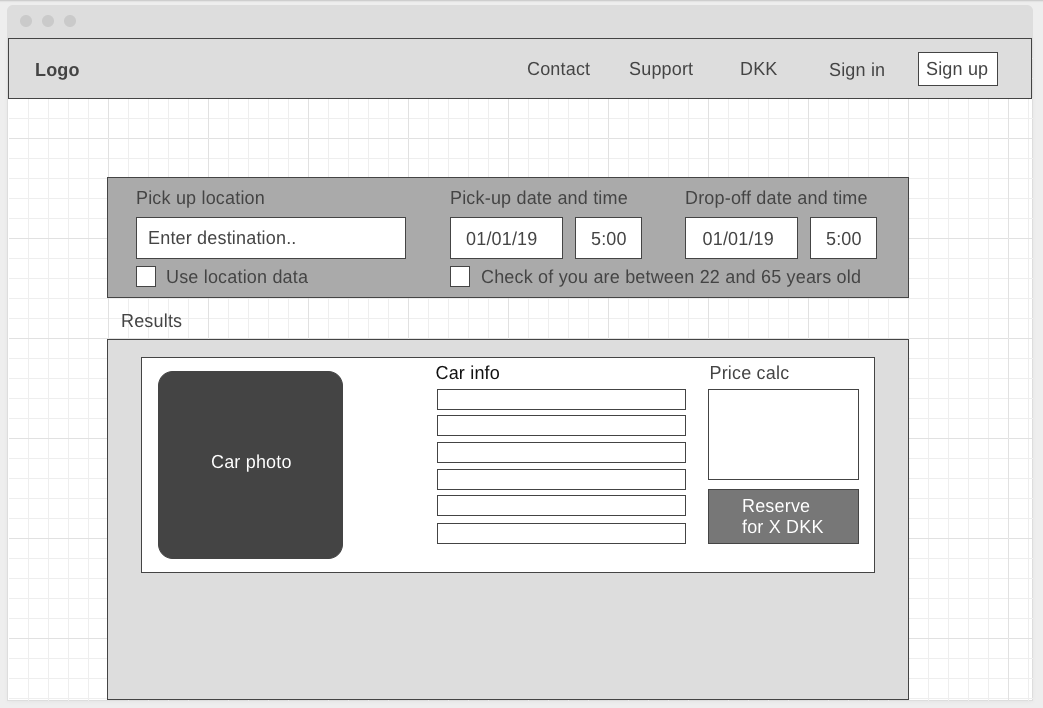 Logo
Contact
Support
DKK
Sign in
Sign up
Pick up location
Pick-up date and time
Drop-off date and time
Enter destination..
01/01/19
5:00
01/01/19
5:00
Use location data
Check of you are between 22 and 65 years old
Results
Car photo
Car info
Price calc
Reserve
for X DKK